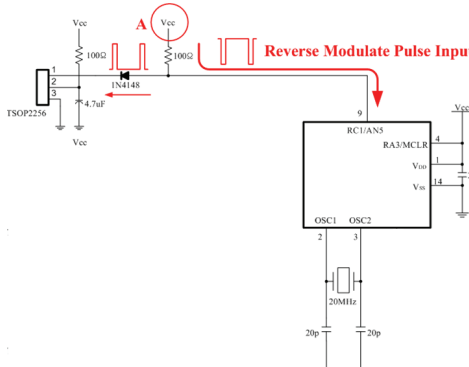 A
Vcc
Vcc
100Ω
100Ω
Reverse Modulate Pulse Inpu
1
2
3
1N4148
4.7uF
TSOP2256
Vcc
9
RC1/AN5
RA3/MCLR
4
VDD
1
Vss
14
Vcc
OSC1 OSC2
2
3
20MHz
20p
20p